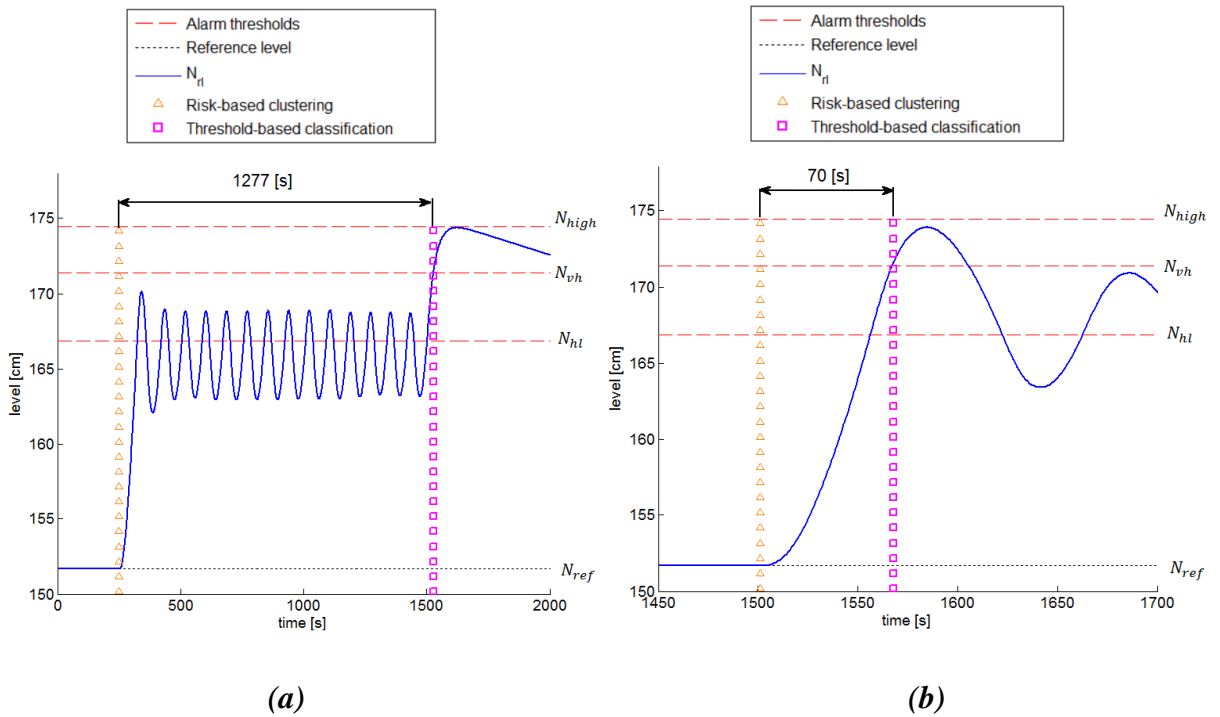 Alarm thresholds
Reference level
N_rl
Risk-based clustering
Threshold-based classification
1277 [s]
175
170
165
160
155
150
level [cm]
N_high
N_vh
N_hl
N_ref
0
500
1000
1500
2000
time [s]
(a)
Alarm thresholds
Reference level
N_rl
Risk-based clustering
Threshold-based classification
70 [s]
175
170
165
160
155
150
level [cm]
N_high
N_vh
N_hl
N_ref
1450
1500
1550
1600
1650
1700
time [s]
(b)